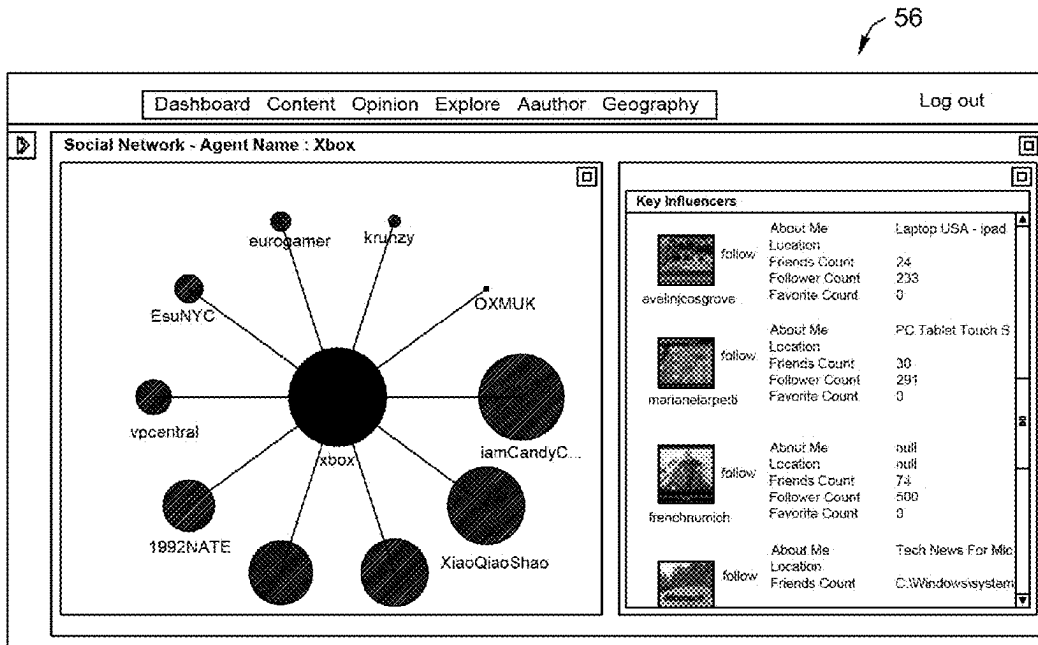 56
Dashboard Content Opinion Explore Aauthor Geography
Log out
Social Network - Agent Name : Xbox
eurogamer
krunzy
EsuNYC
OXMUK
vpcentral
xbox
iamCandyC...
1992NATE
XiaoQiaoShao
Key Influencers
About Me Laptop USA - ipad
Location
follow
Friends Count 24
Follower Count 233
Favorite Count 0
evelinjcosgrove
About Me PC Tablet Touch S
Location
follow
Friends Count 30
Follower Count 291
Favorite Count 0
About Me null
Location null
follow
Friends Count 74
Follower Count 500
Favorite Count 0
frenchnumich
About Me Tech News For Mic
Location
follow
Friends Count C:\Windows\system